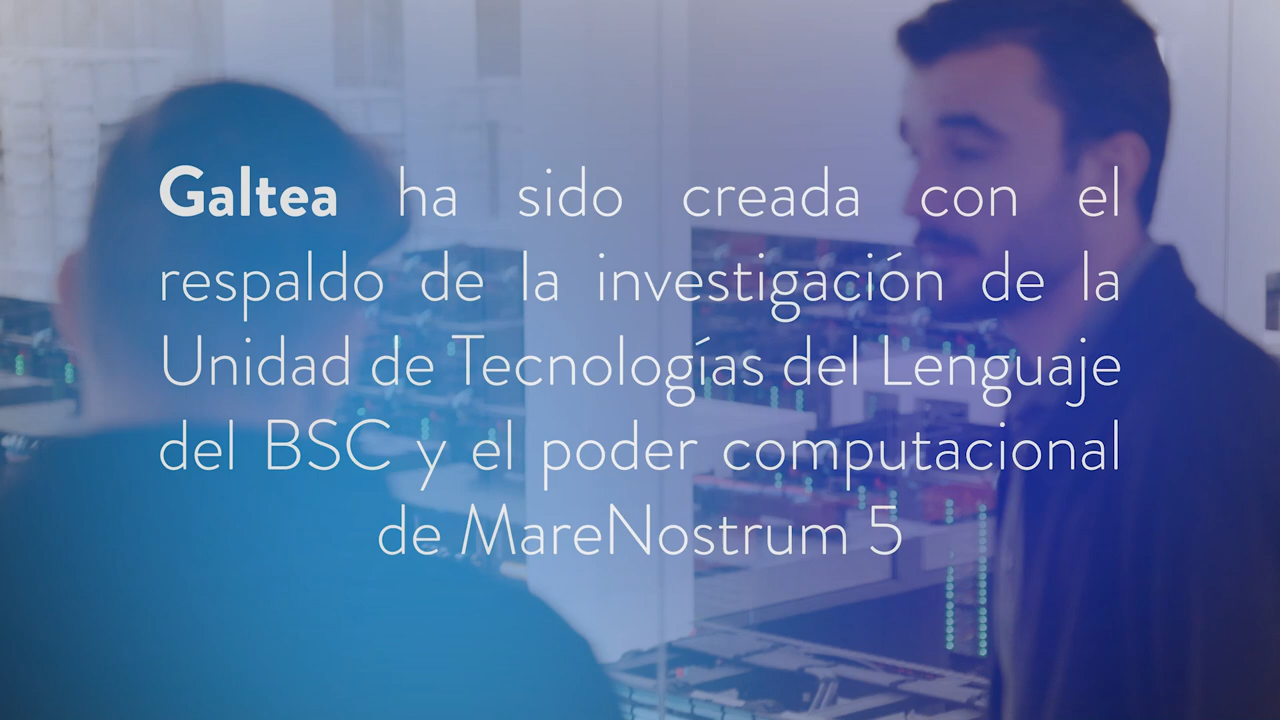 Galtea ha sido creada con el
respaldo de la investigación de la
Unidad de Tecnologías del Lenguaje
del BSC y el poder computacional
de MareNostrum 5